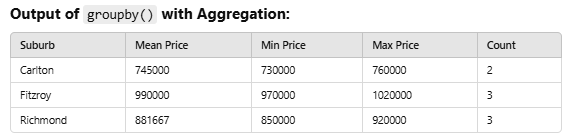 Output of groupby() with Aggregation:
Suburb Mean Price Min Price Max Price Count
Carlton 745000 730000 760000 2
Fitzroy 990000 970000 1020000 3
Richmond 881667 850000 920000 3